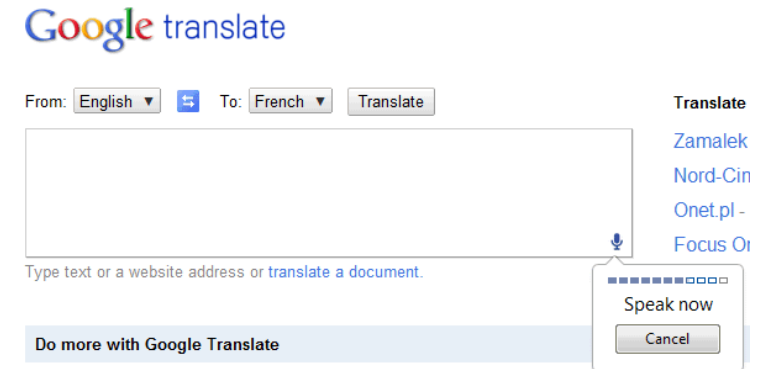 Google translate
From: English To: French Translate
Type text or a website address or translate a document.
Do more with Google Translate
Translate
Zamalek
Nord-Cin
Onet.pl -
Focus Or
Speak now
Cancel